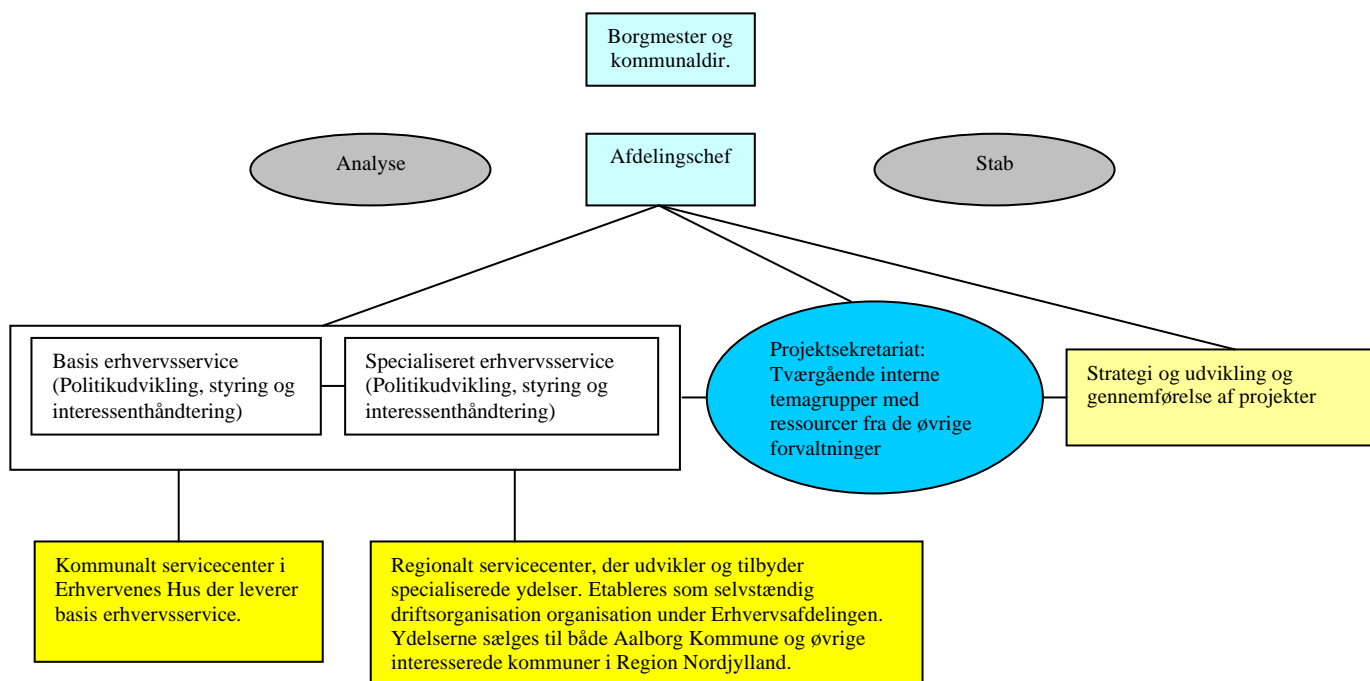 Borgmester og
kommunaldir.
Analyse
Afdelingschef
Stab
Basis erhvervsservice
(Politikudvikling, styring og
interessenthåndtering)
Specialiseret erhvervsservice
(Politikudvikling, styring og
interessenthåndtering)
Projektsekretariat:
Tværgående interne
temagrupper med
ressourcer fra de øvrige
forvaltninger
Strategi og udvikling og
gennemførelse af projekter
Kommunalt servicecenter i
Erhvervenes Hus der leverer
basis erhvervsservice.
Regionalt servicecenter, der udvikler og tilbyder
specialiserede ydelser. Etableres som selvstændig
driftsorganisation organisation under Erhvervsafdelingen.
Ydelserne sælges til både Aalborg Kommune og øvrige
interesserede kommuner i Region Nordjylland.